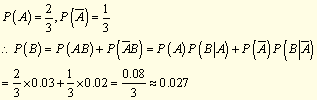 P(A)=2/3, P(A̅)=1/3
∴ P(B)=P(AB)+P(A̅B)=P(A)P(B|A)+P(A̅)P(B|A̅)
=2/3×0.03+1/3×0.02=0.08/3≈0.027